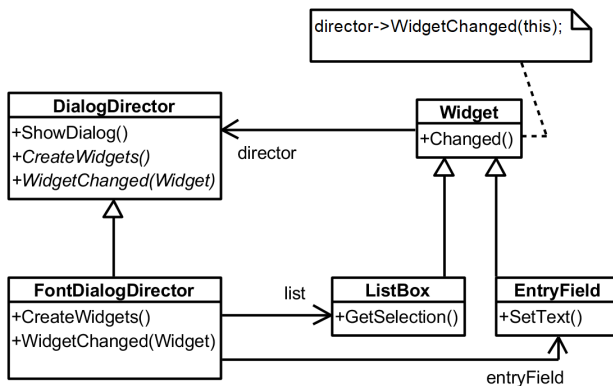 director->WidgetChanged(this);
DialogDirector
+ShowDialog()
+CreateWidgets()
+WidgetChanged(Widget)
director
Widget
+Changed()
FontDialogDirector
+CreateWidgets()
+WidgetChanged(Widget)
list
ListBox
+GetSelection()
EntryField
+SetText()
entryField